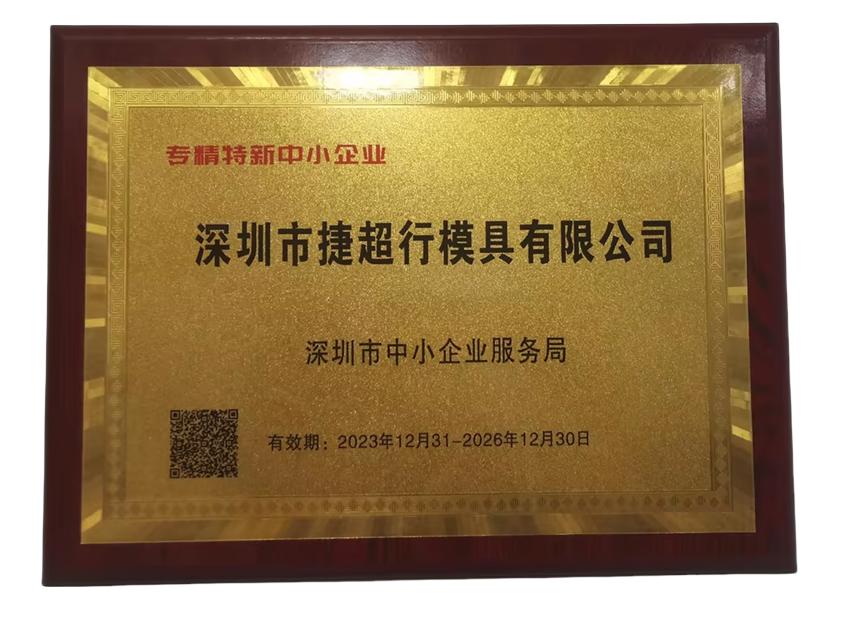 专精特新中小企业
深圳市捷超行模具有限公司
深圳市中小企业服务局
有效期：2023年12月31-2026年12月30日